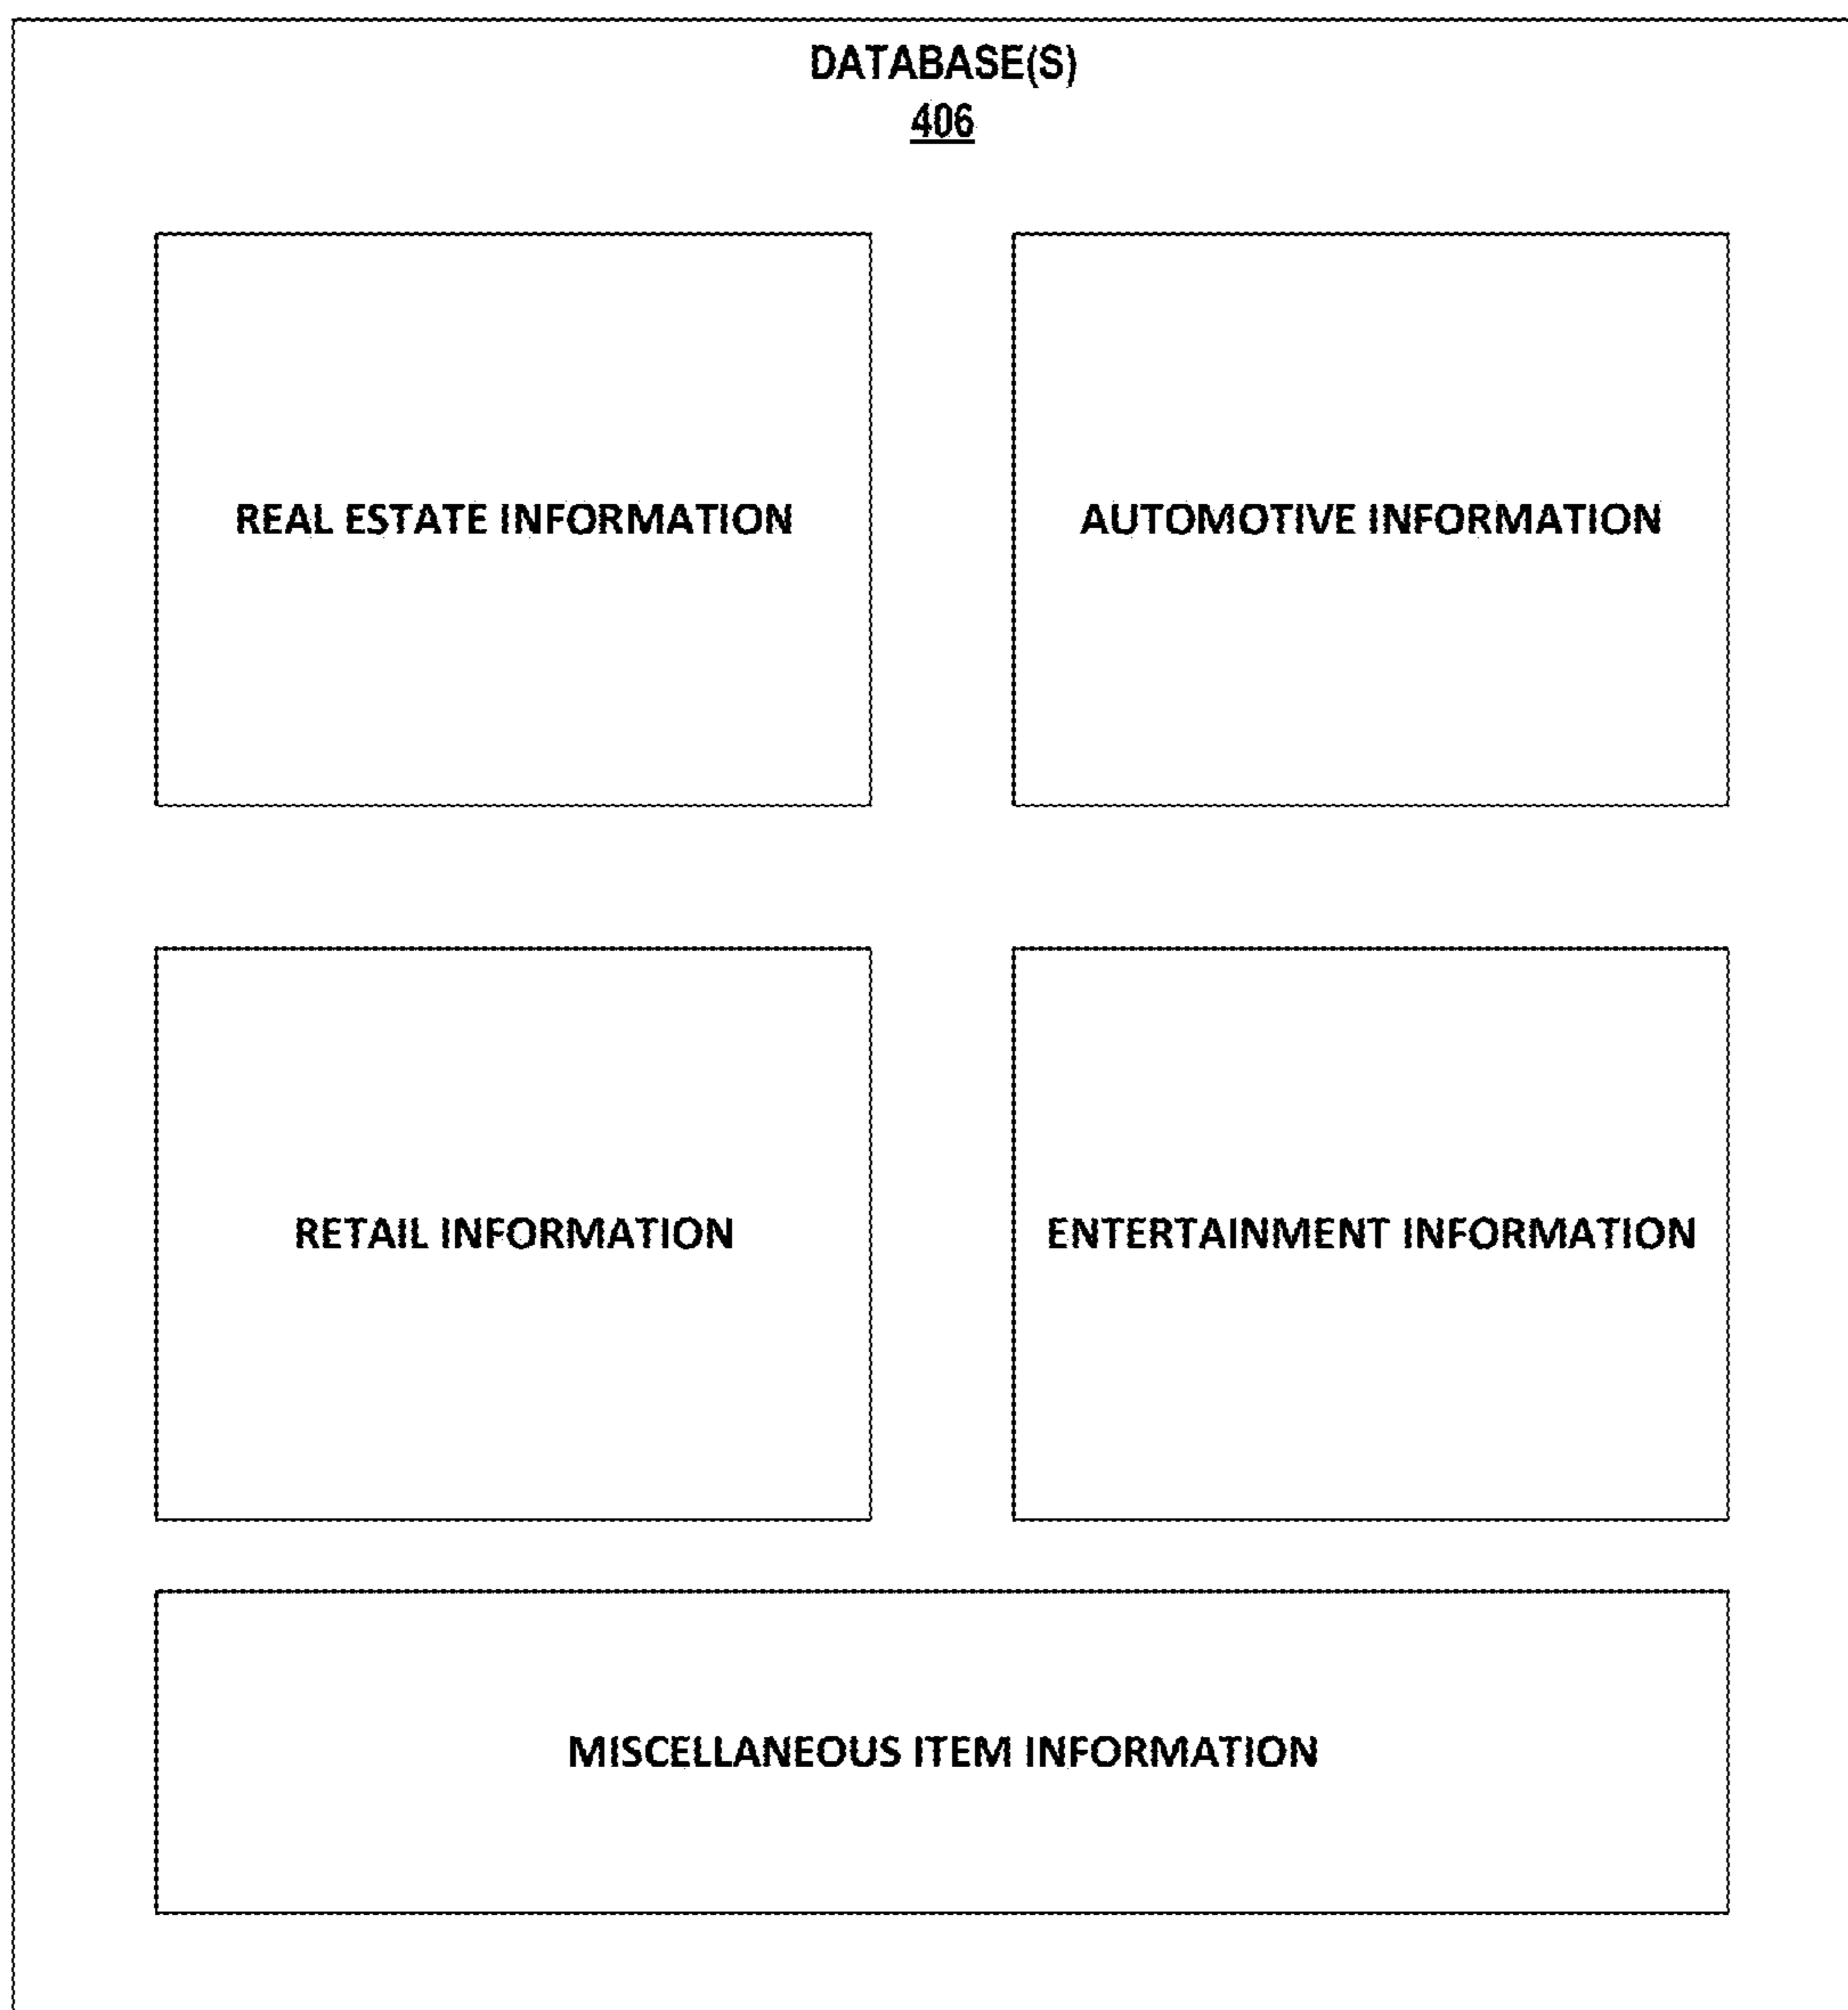 DATABASE(S)
406
REAL ESTATE INFORMATION
AUTOMOTIVE INFORMATION
RETAIL INFORMATION
ENTERTAINMENT INFORMATION
MISCELLANEOUS ITEM INFORMATION